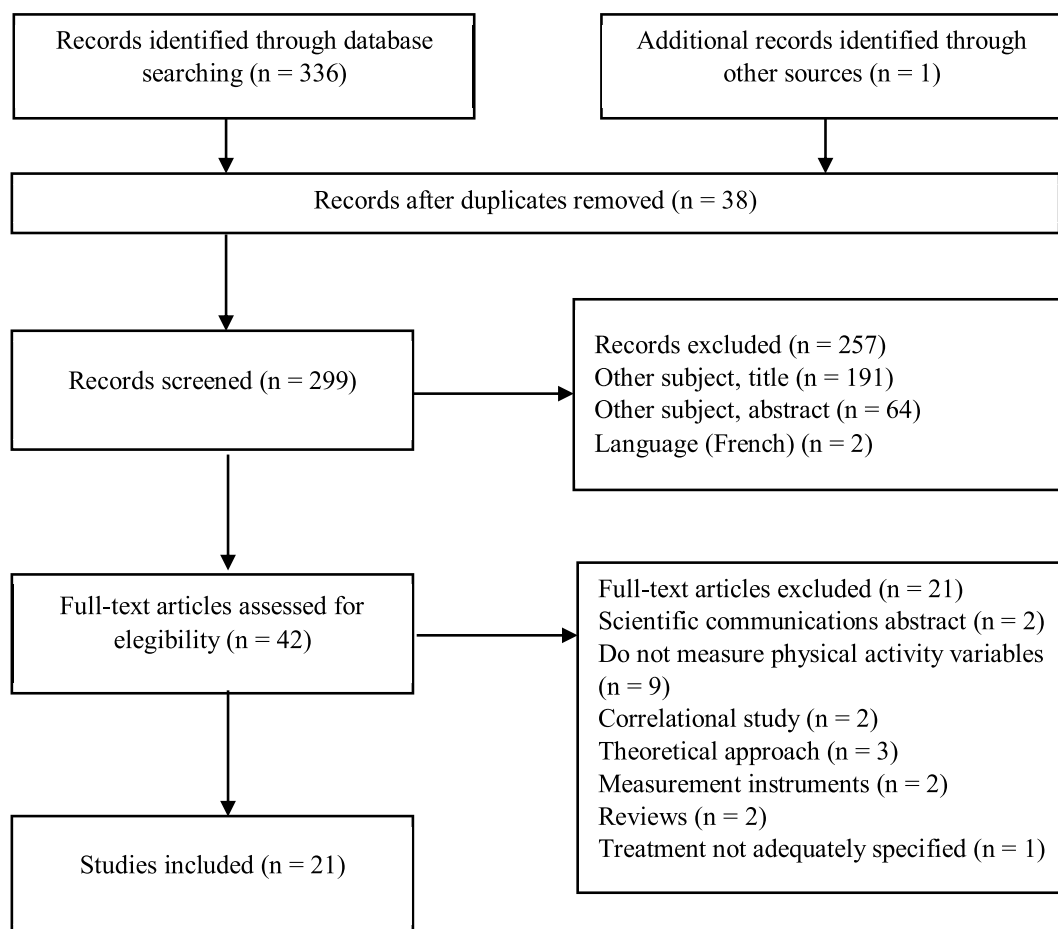 Records identified through database
searching (n = 336)
Additional records identified through
other sources (n = 1)
Records after duplicates removed (n = 38)
Records screened (n = 299)
Records excluded (n = 257)
Other subject, title (n = 191)
Other subject, abstract (n = 64)
Language (French) (n = 2)
Full-text articles assessed for
elegibility (n = 42)
Full-text articles excluded (n = 21)
Scientific communications abstract (n = 2)
Do not measure physical activity variables
(n = 9)
Correlational study (n = 2)
Theoretical approach (n = 3)
Measurement instruments (n = 2)
Reviews (n = 2)
Treatment not adequately specified (n = 1)
Studies included (n = 21)